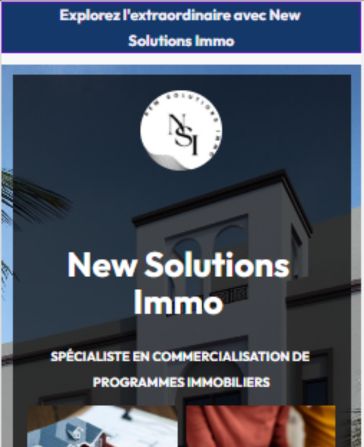 Explorez l'extraordinaire avec New
Solutions Immo
NEW SOLUTIONS IMMO
NSI
New Solutions
Immo
SPÉCIALISTE EN COMMERCIALISATION DE
PROGRAMMES IMMOBILIERS